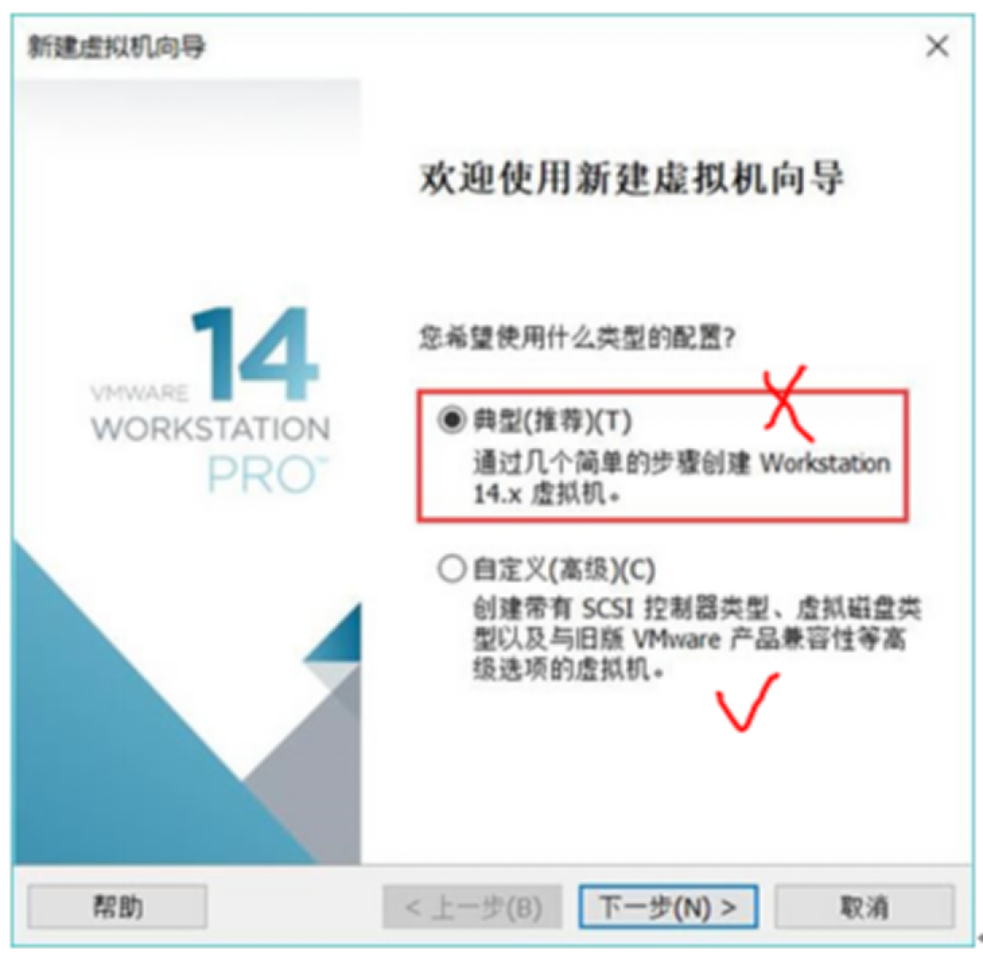 新建虚拟机向导
欢迎使用新建虚拟机向导
14
VMWARE
WORKSTATION
PRO™
您希望使用什么类型的配置?
典型(推荐)(T)
通过几个简单的步骤创建 Workstation
14.x 虚拟机。
自定义(高级)(C)
创建带有 SCSI 控制器类型、虚拟磁盘类
型以及与旧版 VMware 产品兼容性等高
级选项的虚拟机。
帮助
< 上一步(B)
下一步(N) >
取消